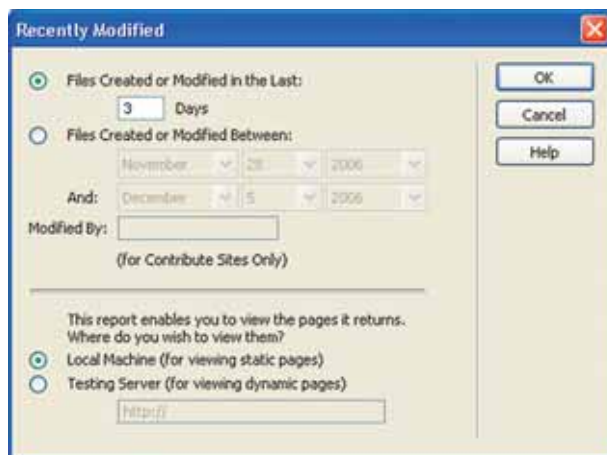 Recently Modified
Files Created or Modified in the Last:
OK
3 Days
Cancel
Files Created or Modified Between:
Help
November 28 2006
And: December 5 2006
Modified By:
(for Contribute Sites Only)
This report enables you to view the pages it returns.
Where do you wish to view them?
Local Machine (for viewing static pages)
Testing Server (for viewing dynamic pages)
http://